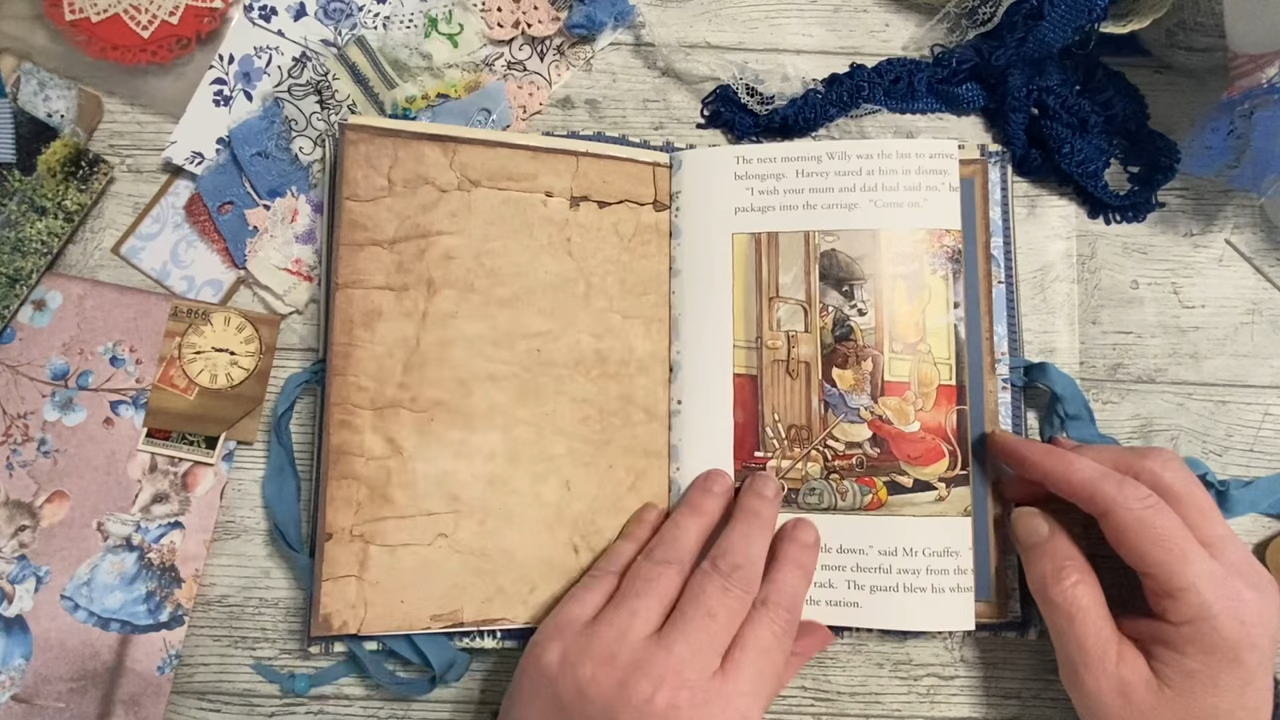 The next morning Willy was the last to arrive,
belongings. Harvey stared at him in dismay.
"I wish your mum and dad had said no," he
packages into the carriage. "Come on."
tle down," said Mr Gruffey. "
more cheerful away from the s
rack. The guard blew his whist
the station.